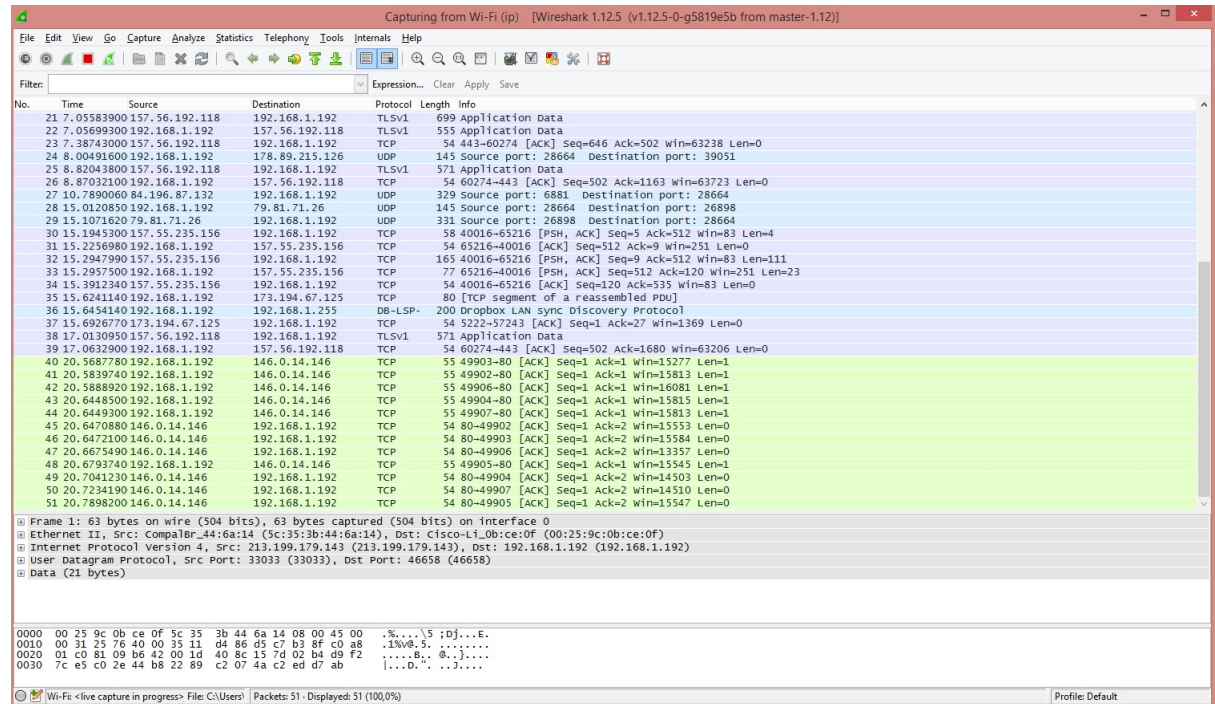 Capturing from Wi-Fi (ip) [Wireshark 1.12.5 (v1.12.5-0-g5819e5b from master-1.12)]
File Edit View Go Capture Analyze Statistics Telephony Tools Internals Help
Filter: Expression... Clear Apply Save
No. Time Source Destination Protocol Length Info
21 7.05583900 157.56.192.118 192.168.1.192 TLSv1 699 Application Data
22 7.05699300 192.168.1.192 157.56.192.118 TLSv1 555 Application Data
23 7.38743000 157.56.192.118 192.168.1.192 TCP 54 443→60274 [ACK] Seq=646 Ack=502 Win=63238 Len=0
24 8.00491600 192.168.1.192 178.89.215.126 UDP 145 Source port: 28664 Destination port: 39051
25 8.82043800 157.56.192.118 192.168.1.192 TLSv1 571 Application Data
26 8.87032100 192.168.1.192 157.56.192.118 TCP 54 60274→443 [ACK] Seq=502 Ack=1163 Win=63723 Len=0
27 10.7890060 84.196.87.132 192.168.1.192 UDP 329 Source port: 6881 Destination port: 28664
28 15.0120850 192.168.1.192 79.81.71.26 UDP 145 Source port: 28664 Destination port: 26898
29 15.1071620 79.81.71.26 192.168.1.192 UDP 331 Source port: 26898 Destination port: 28664
30 15.1945300 157.55.235.156 192.168.1.192 TCP 58 40016→65216 [PSH, ACK] Seq=5 Ack=512 Win=83 Len=4
31 15.2256980 192.168.1.192 157.55.235.156 TCP 54 65216→40016 [ACK] Seq=512 Ack=9 Win=251 Len=0
32 15.2947990 157.55.235.156 192.168.1.192 TCP 165 40016→65216 [PSH, ACK] Seq=9 Ack=512 Win=83 Len=111
33 15.2957500 192.168.1.192 157.55.235.156 TCP 77 65216→40016 [PSH, ACK] Seq=512 Ack=120 Win=251 Len=23
34 15.3912340 157.55.235.156 192.168.1.192 TCP 54 40016→65216 [ACK] Seq=120 Ack=535 Win=83 Len=0
35 15.6241140 192.168.1.192 173.194.67.125 TCP 80 [TCP segment of a reassembled PDU]
36 15.6454140 192.168.1.192 192.168.1.255 DB-LSP- 200 Dropbox LAN sync Discovery Protocol
37 15.6926770 173.194.67.125 192.168.1.192 TCP 54 5222→57243 [ACK] Seq=1 Ack=27 Win=1369 Len=0
38 17.0130950 157.56.192.118 192.168.1.192 TLSv1 571 Application Data
39 17.0632900 192.168.1.192 157.56.192.118 TCP 54 60274→443 [ACK] Seq=502 Ack=1680 Win=63206 Len=0
40 20.5687780 192.168.1.192 146.0.14.146 TCP 55 49903→80 [ACK] Seq=1 Ack=1 Win=15277 Len=1
41 20.5839740 192.168.1.192 146.0.14.146 TCP 55 49902→80 [ACK] Seq=1 Ack=1 Win=15813 Len=1
42 20.5888920 192.168.1.192 146.0.14.146 TCP 55 49906→80 [ACK] Seq=1 Ack=1 Win=16081 Len=1
43 20.6448500 192.168.1.192 146.0.14.146 TCP 55 49904→80 [ACK] Seq=1 Ack=1 Win=15815 Len=1
44 20.6449300 192.168.1.192 146.0.14.146 TCP 55 49907→80 [ACK] Seq=1 Ack=1 Win=15813 Len=1
45 20.6470880 146.0.14.146 192.168.1.192 TCP 54 80→49902 [ACK] Seq=1 Ack=2 Win=15553 Len=0
46 20.6472100 146.0.14.146 192.168.1.192 TCP 54 80→49903 [ACK] Seq=1 Ack=2 Win=15584 Len=0
47 20.6675490 146.0.14.146 192.168.1.192 TCP 54 80→49906 [ACK] Seq=1 Ack=2 Win=13357 Len=0
48 20.6793740 192.168.1.192 146.0.14.146 TCP 55 49905→80 [ACK] Seq=1 Ack=1 Win=15545 Len=1
49 20.7041230 146.0.14.146 192.168.1.192 TCP 54 80→49904 [ACK] Seq=1 Ack=2 Win=14503 Len=0
50 20.7234190 146.0.14.146 192.168.1.192 TCP 54 80→49907 [ACK] Seq=1 Ack=2 Win=14510 Len=0
51 20.7898200 146.0.14.146 192.168.1.192 TCP 54 80→49905 [ACK] Seq=1 Ack=2 Win=15547 Len=0
Frame 1: 63 bytes on wire (504 bits), 63 bytes captured (504 bits) on interface 0
Ethernet II, Src: CompalBr_44:6a:14 (5c:35:3b:44:6a:14), Dst: Cisco-Li_0b:ce:0f (00:25:9c:0b:ce:0f)
Internet Protocol Version 4, Src: 213.199.179.143 (213.199.179.143), Dst: 192.168.1.192 (192.168.1.192)
User Datagram Protocol, Src Port: 33033 (33033), Dst Port: 46658 (46658)
Data (21 bytes)
0000 00 25 9c 0b ce 0f 5c 35 3b 44 6a 14 08 00 45 00 .%....\5 ;Dj...E.
0010 00 31 25 76 40 00 35 11 d4 86 d5 c7 b3 8f c0 a8 .1%v@.5. ........
0020 01 c0 81 09 b6 42 00 1d 40 8c 15 7d 02 b4 d9 f2 .....B.. @..}....
0030 7c e5 c0 2e 44 b8 22 89 c2 07 4a c2 ed d7 ab |...D.". ..J....
Wi-Fi: <live capture in progress> File: C:\Users\ Packets: 51 · Displayed: 51 (100,0%) Profile: Default